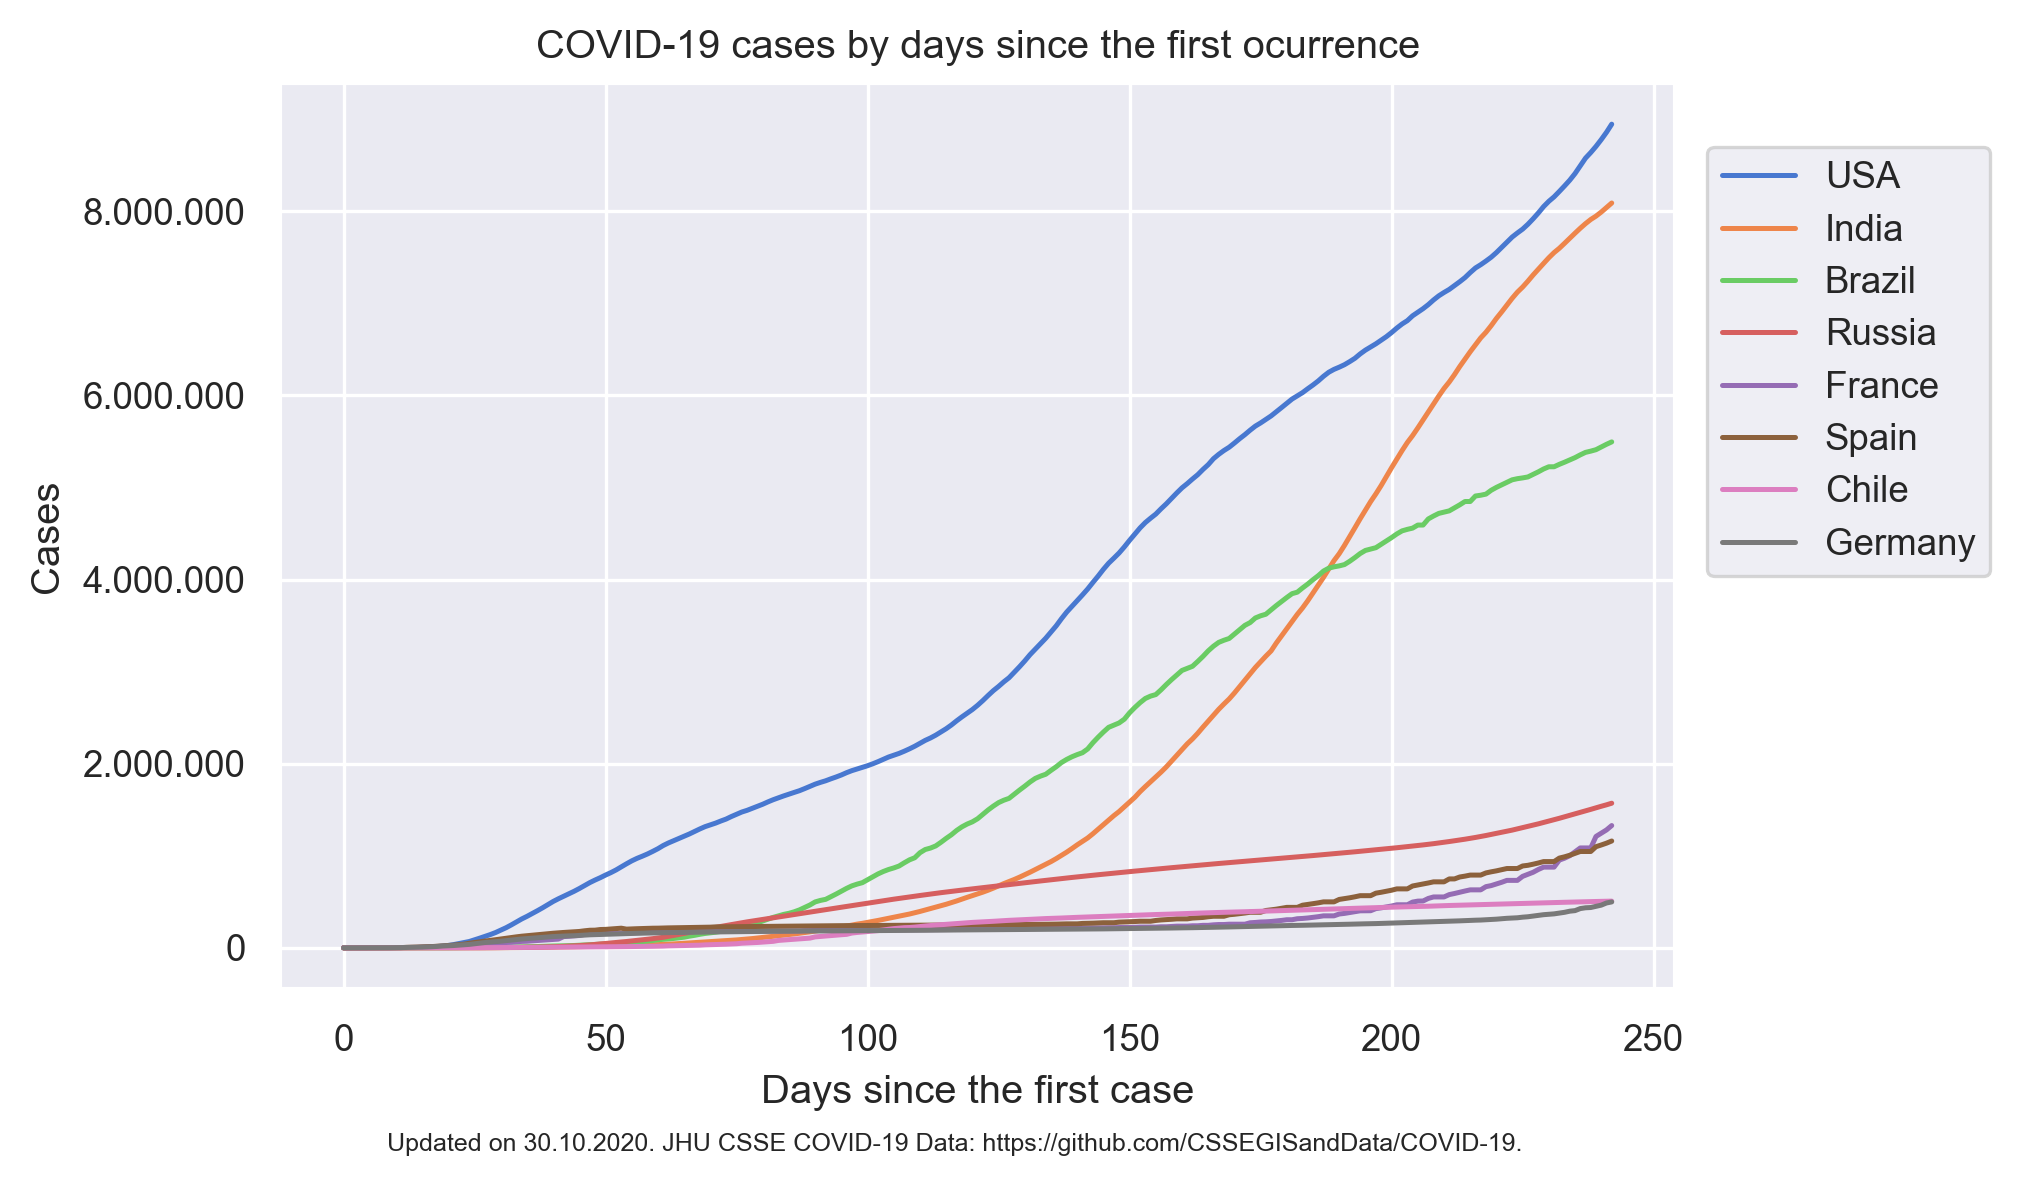 COVID-19 cases by days since the first ocurrence
8.000.000
6.000.000
4.000.000
2.000.000
0
Cases
0 50 100 150 200 250
Days since the first case
USA
India
Brazil
Russia
France
Spain
Chile
Germany
Updated on 30.10.2020. JHU CSSE COVID-19 Data: https://github.com/CSSEGISandData/COVID-19.